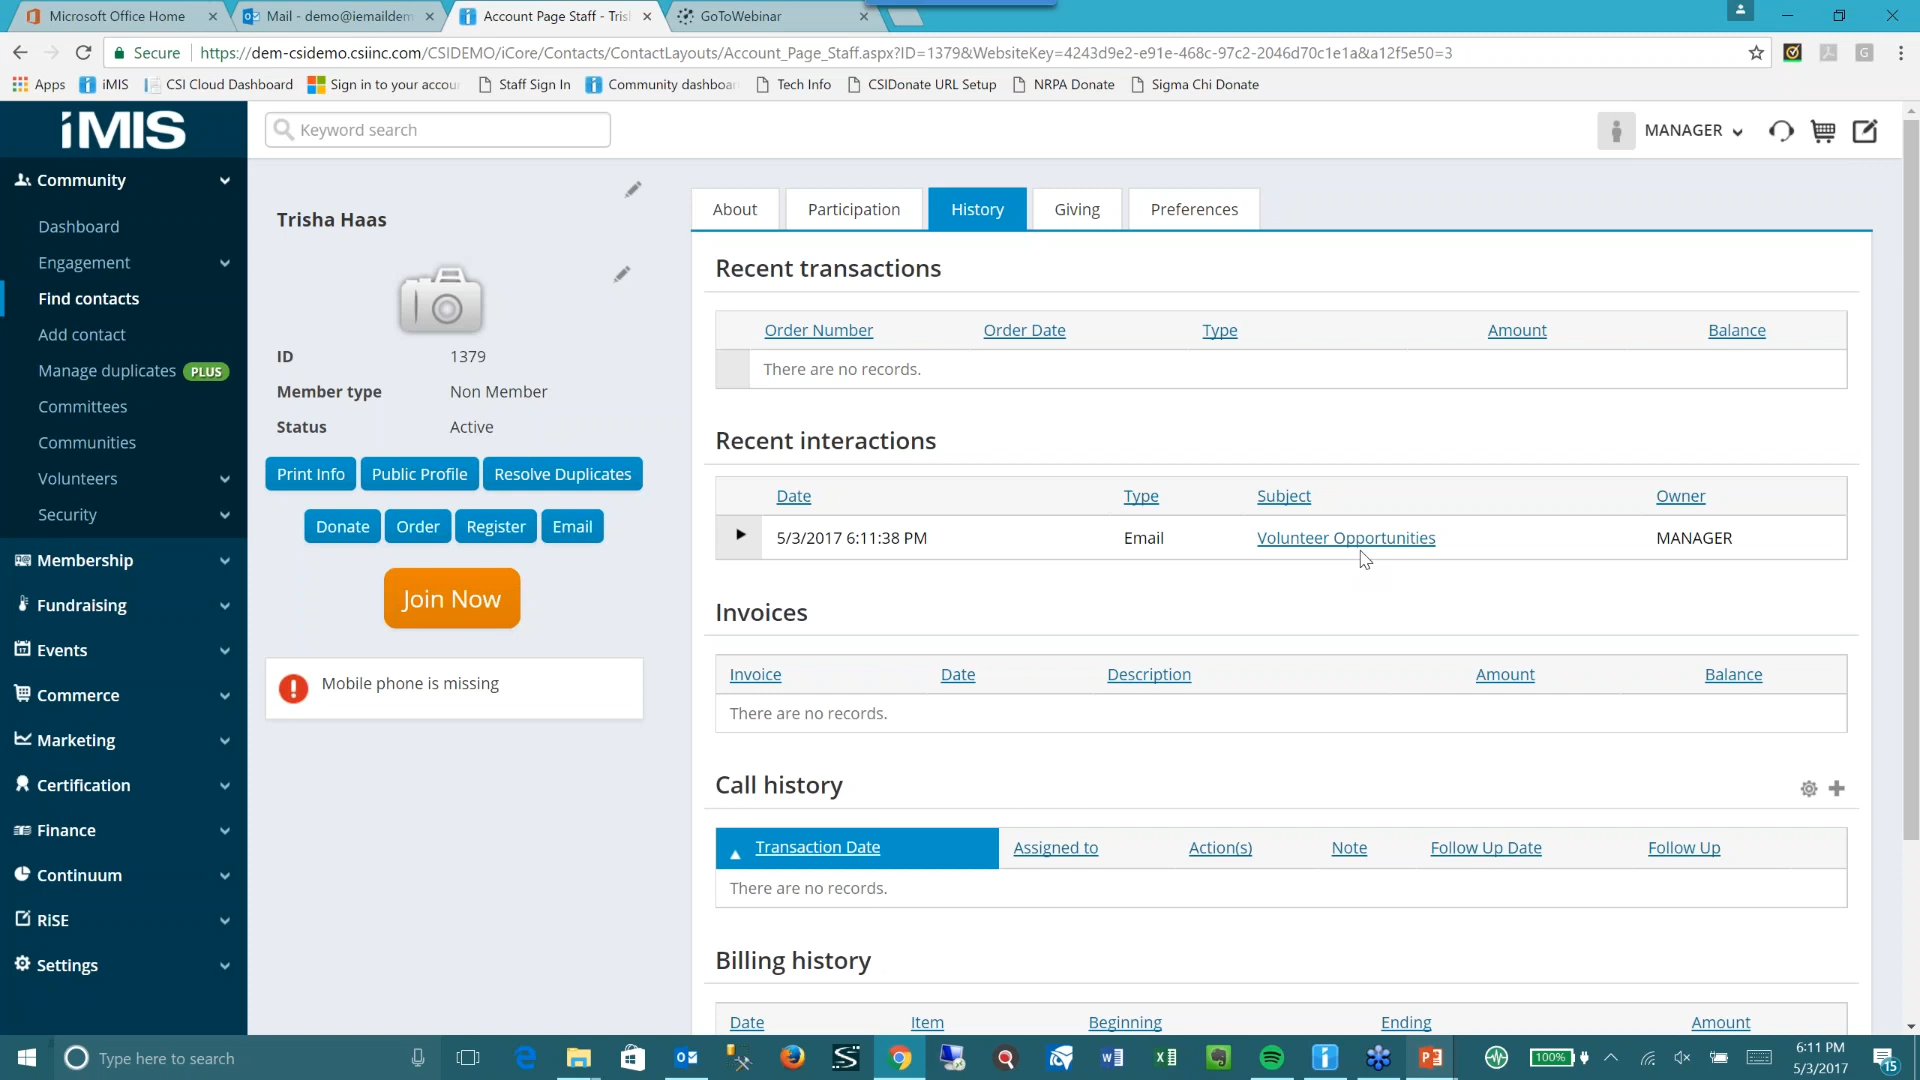 Microsoft Office Home
Mail - demo@iemaildem
Account Page Staff - Tris
GoToWebinar
Secure
https://dem-csidemo.csiinc.com/CSIDEMO/iCore/Contacts/ContactLayouts/Account_Page_Staff.aspx?ID=1379&WebsiteKey=4243d9e2-e91e-468c-97c2-2046d70c1e1a&a12f5e50=3
Apps
iMIS
CSI Cloud Dashboard
Sign in to your accou
Staff Sign In
Community dashboar
Tech Info
CSIDonate URL Setup
NRPA Donate
Sigma Chi Donate
iMIS
Keyword search
MANAGER
Community
Dashboard
Engagement
Find contacts
Add contact
Manage duplicates PLUS
Committees
Communities
Volunteers
Security
Membership
Fundraising
Events
Commerce
Marketing
Certification
Finance
Continuum
RiSE
Settings
Trisha Haas
ID 1379
Member type Non Member
Status Active
Print Info Public Profile Resolve Duplicates
Donate Order Register Email
Join Now
Mobile phone is missing
About Participation History Giving Preferences
Recent transactions
Order Number Order Date Type Amount Balance
There are no records.
Recent interactions
Date Type Subject Owner
5/3/2017 6:11:38 PM Email Volunteer Opportunities MANAGER
Invoices
Invoice Date Description Amount Balance
There are no records.
Call history
Transaction Date Assigned to Action(s) Note Follow Up Date Follow Up
There are no records.
Billing history
Date Item Beginning Ending Amount
Type here to search
100%
6:11 PM
5/3/2017
15